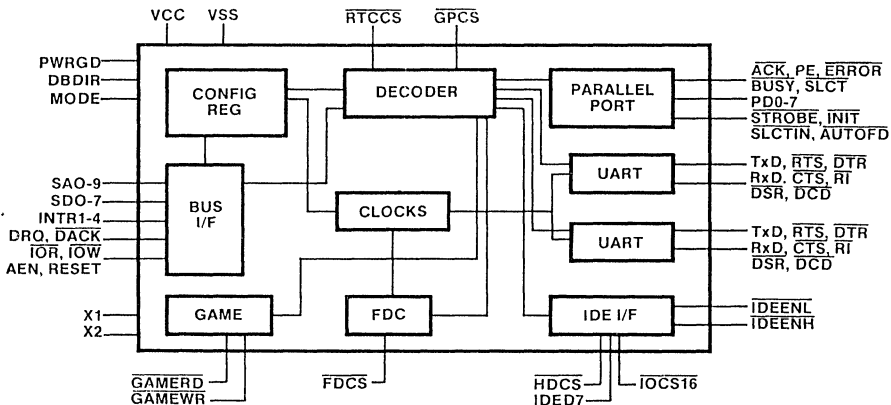 VCC VSS RTCCS GPCS
PWRGD
DBDIR
MODE
CONFIG
REG
DECODER
PARALLEL
PORT
ACK, PE, ERROR
BUSY, SLCT
PD0-7
STROBE, INIT
SLCTIN, AUTOFD
SAO-9
SDO-7
INTR1-4
DRQ, DACK
IOR, IOW
AEN, RESET
BUS
I/F
CLOCKS
UART
TxD, RTS, DTR
RxD, CTS, RI
DSR, DCD
UART
TxD, RTS, DTR
RxD, CTS, RI
DSR, DCD
X1
X2
GAME
FDC
IDE I/F
IDEENL
IDEENH
GAMERD
GAMEWR
FDCS
HDCS
IDED7
IOCS16